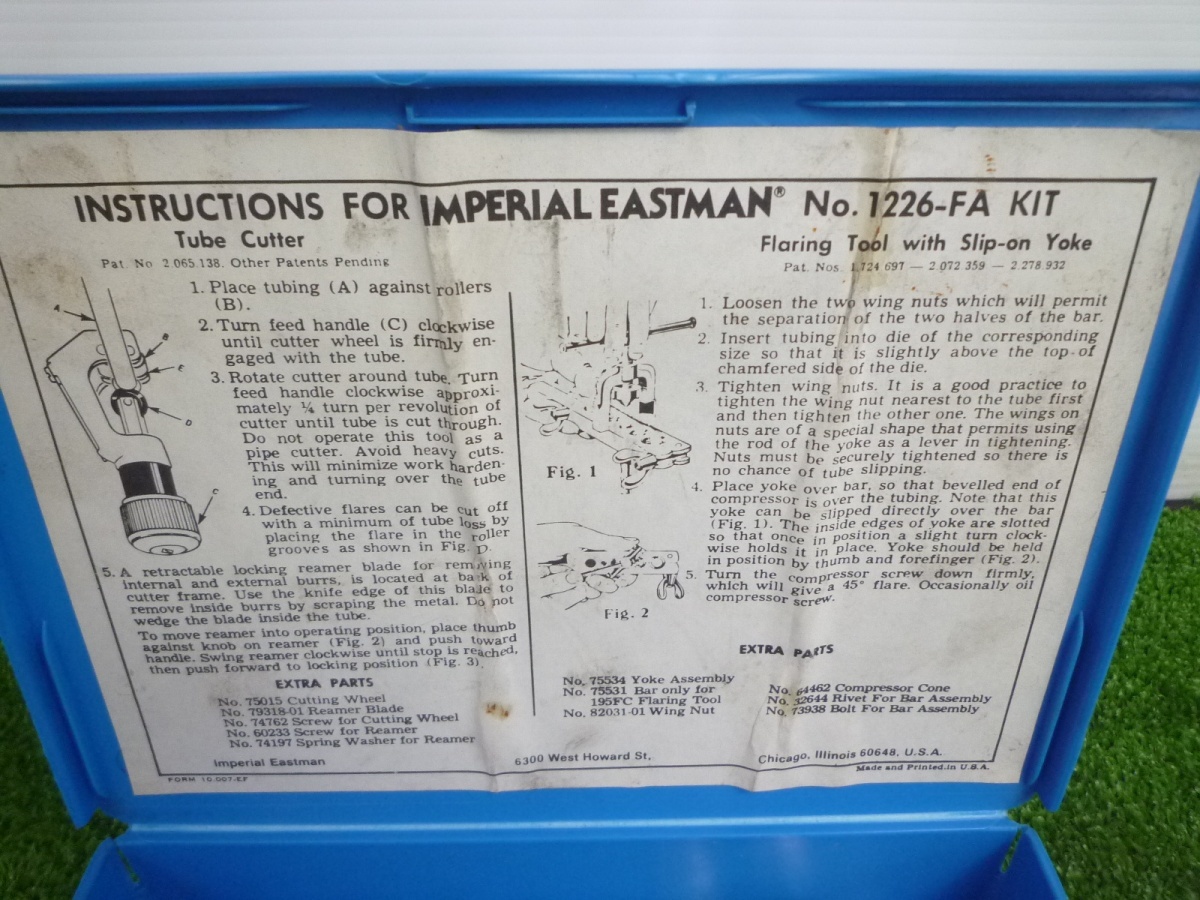 INSTRUCTIONS FOR IMPERIAL EASTMAN® No. 1226-FA KIT
Tube Cutter
Pat. No 2.065.138. Other Patents Pending
1. Place tubing (A) against rollers
(B).
2. Turn feed handle (C) clockwise
until cutter wheel is firmly en-
gaged with the tube.
3. Rotate cutter around tube. Turn
feed handle clockwise approxi-
mately ¼ turn per revolution of
cutter until tube is cut through.
Do not operate this tool as a
pipe cutter. Avoid heavy cuts.
This will minimize work harden-
ing and turning over the tube
end.
4. Defective flares can be cut off
with a minimum of tube loss by
placing the flare in the roller
grooves as shown in Fig. D.
5. A retractable locking reamer blade for removing
internal and external burrs, is located at back of
cutter frame. Use the knife edge of this blade to
remove inside burrs by scraping the metal. Do not
wedge the blade inside the tube.
To move reamer into operating position, place thumb
against knob on reamer (Fig. 2) and push toward
handle. Swing reamer clockwise until stop is reached,
then push forward to locking position (Fig. 3).
EXTRA PARTS
No. 75015 Cutting Wheel
No. 79318-01 Reamer Blade
No. 74762 Screw for Cutting Wheel
No. 60233 Screw for Reamer
No. 74197 Spring Washer for Reamer
A
B
E
D
C
Flaring Tool with Slip-on Yoke
Pat. Nos. 1.724 697 — 2 072 359 — 2.278.932
1. Loosen the two wing nuts which will permit
the separation of the two halves of the bar.
2. Insert tubing into die of the corresponding
size so that it is slightly above the top of
chamfered side of the die.
3. Tighten wing nuts. It is a good practice to
tighten the wing nut nearest to the tube first
and then tighten the other one. The wings on
nuts are of a special shape that permits using
the rod of the yoke as a lever in tightening.
Nuts must be securely tightened so there is
no chance of tube slipping.
4. Place yoke over bar, so that bevelled end of
compressor is over the tubing. Note that this
yoke can be slipped directly over the bar
(Fig. 1). The inside edges of yoke are slotted
so that once in position a slight turn clock-
wise holds it in place. Yoke should be held
in position by thumb and forefinger (Fig. 2).
5. Turn the compressor screw down firmly,
which will give a 45° flare. Occasionally oil
compressor screw.
Fig. 1
Fig. 2
EXTRA PARTS
No. 75534 Yoke Assembly
No. 75531 Bar only for
195FC Flaring Tool
No. 82031-01 Wing Nut
No. 64462 Compressor Cone
No. 32644 Rivet For Bar Assembly
No. 73938 Bolt For Bar Assembly
Imperial Eastman
6300 West Howard St.
Chicago, Illinois 60648, U.S.A.
FORM 10.007-EF
Made and Printed.in U.S.A.